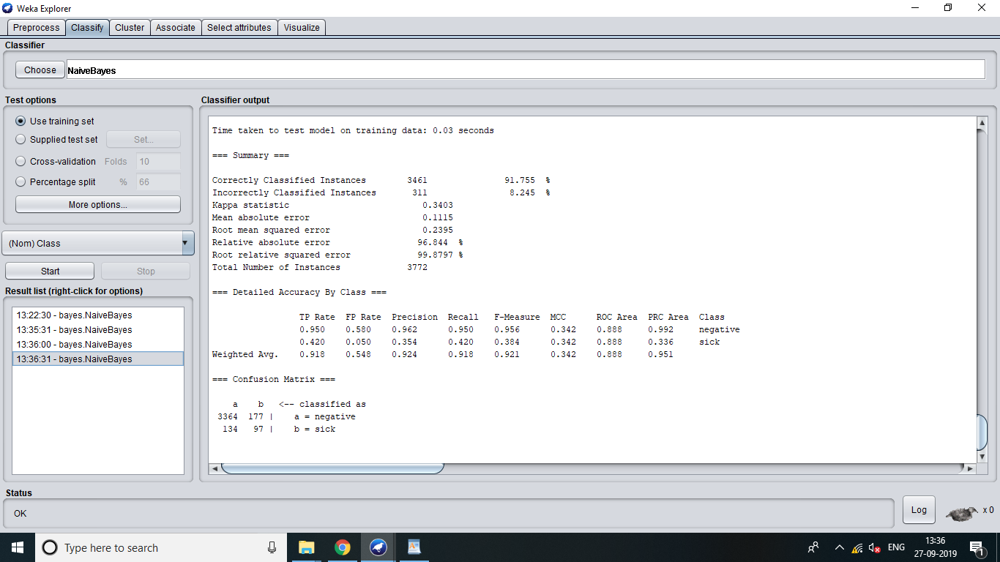 Weka Explorer
Preprocess Classify Cluster Associate Select attributes Visualize
Classifier
Choose NaiveBayes
Test options
Use training set
Supplied test set Set...
Cross-validation Folds 10
Percentage split % 66
More options...
(Nom) Class
Start Stop
Result list (right-click for options)
13:22:30 - bayes.NaiveBayes
13:35:31 - bayes.NaiveBayes
13:36:00 - bayes.NaiveBayes
13:36:31 - bayes.NaiveBayes
Classifier output
Time taken to test model on training data: 0.03 seconds
=== Summary ===
Correctly Classified Instances 3461 91.755 %
Incorrectly Classified Instances 311 8.245 %
Kappa statistic 0.3403
Mean absolute error 0.1115
Root mean squared error 0.2395
Relative absolute error 96.844 %
Root relative squared error 99.8797 %
Total Number of Instances 3772
=== Detailed Accuracy By Class ===
TP Rate FP Rate Precision Recall F-Measure MCC ROC Area PRC Area Class
0.950 0.580 0.962 0.950 0.956 0.342 0.888 0.992 negative
0.420 0.050 0.354 0.420 0.384 0.342 0.888 0.336 sick
Weighted Avg. 0.918 0.548 0.924 0.918 0.921 0.342 0.888 0.951
=== Confusion Matrix ===
a b <-- classified as
3364 177 | a = negative
134 97 | b = sick
Status
OK
Log x 0
Type here to search
ENG
13:36
27-09-2019
1